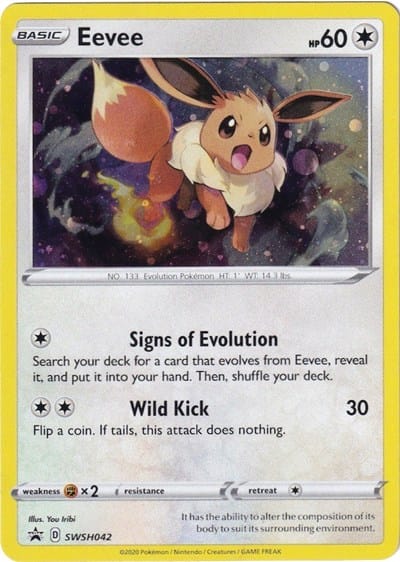 BASIC Eevee HP60
NO. 133 Evolution Pokémon HT: 1' WT: 14.3 lbs.
Signs of Evolution
Search your deck for a card that evolves from Eevee, reveal
it, and put it into your hand. Then, shuffle your deck.
Wild Kick 30
Flip a coin. If tails, this attack does nothing.
weakness ×2 resistance retreat
Illus. You Iribi
It has the ability to alter the composition of its
body to suit its surrounding environment.
D SWSH042
©2020 Pokémon / Nintendo / Creatures / GAME FREAK